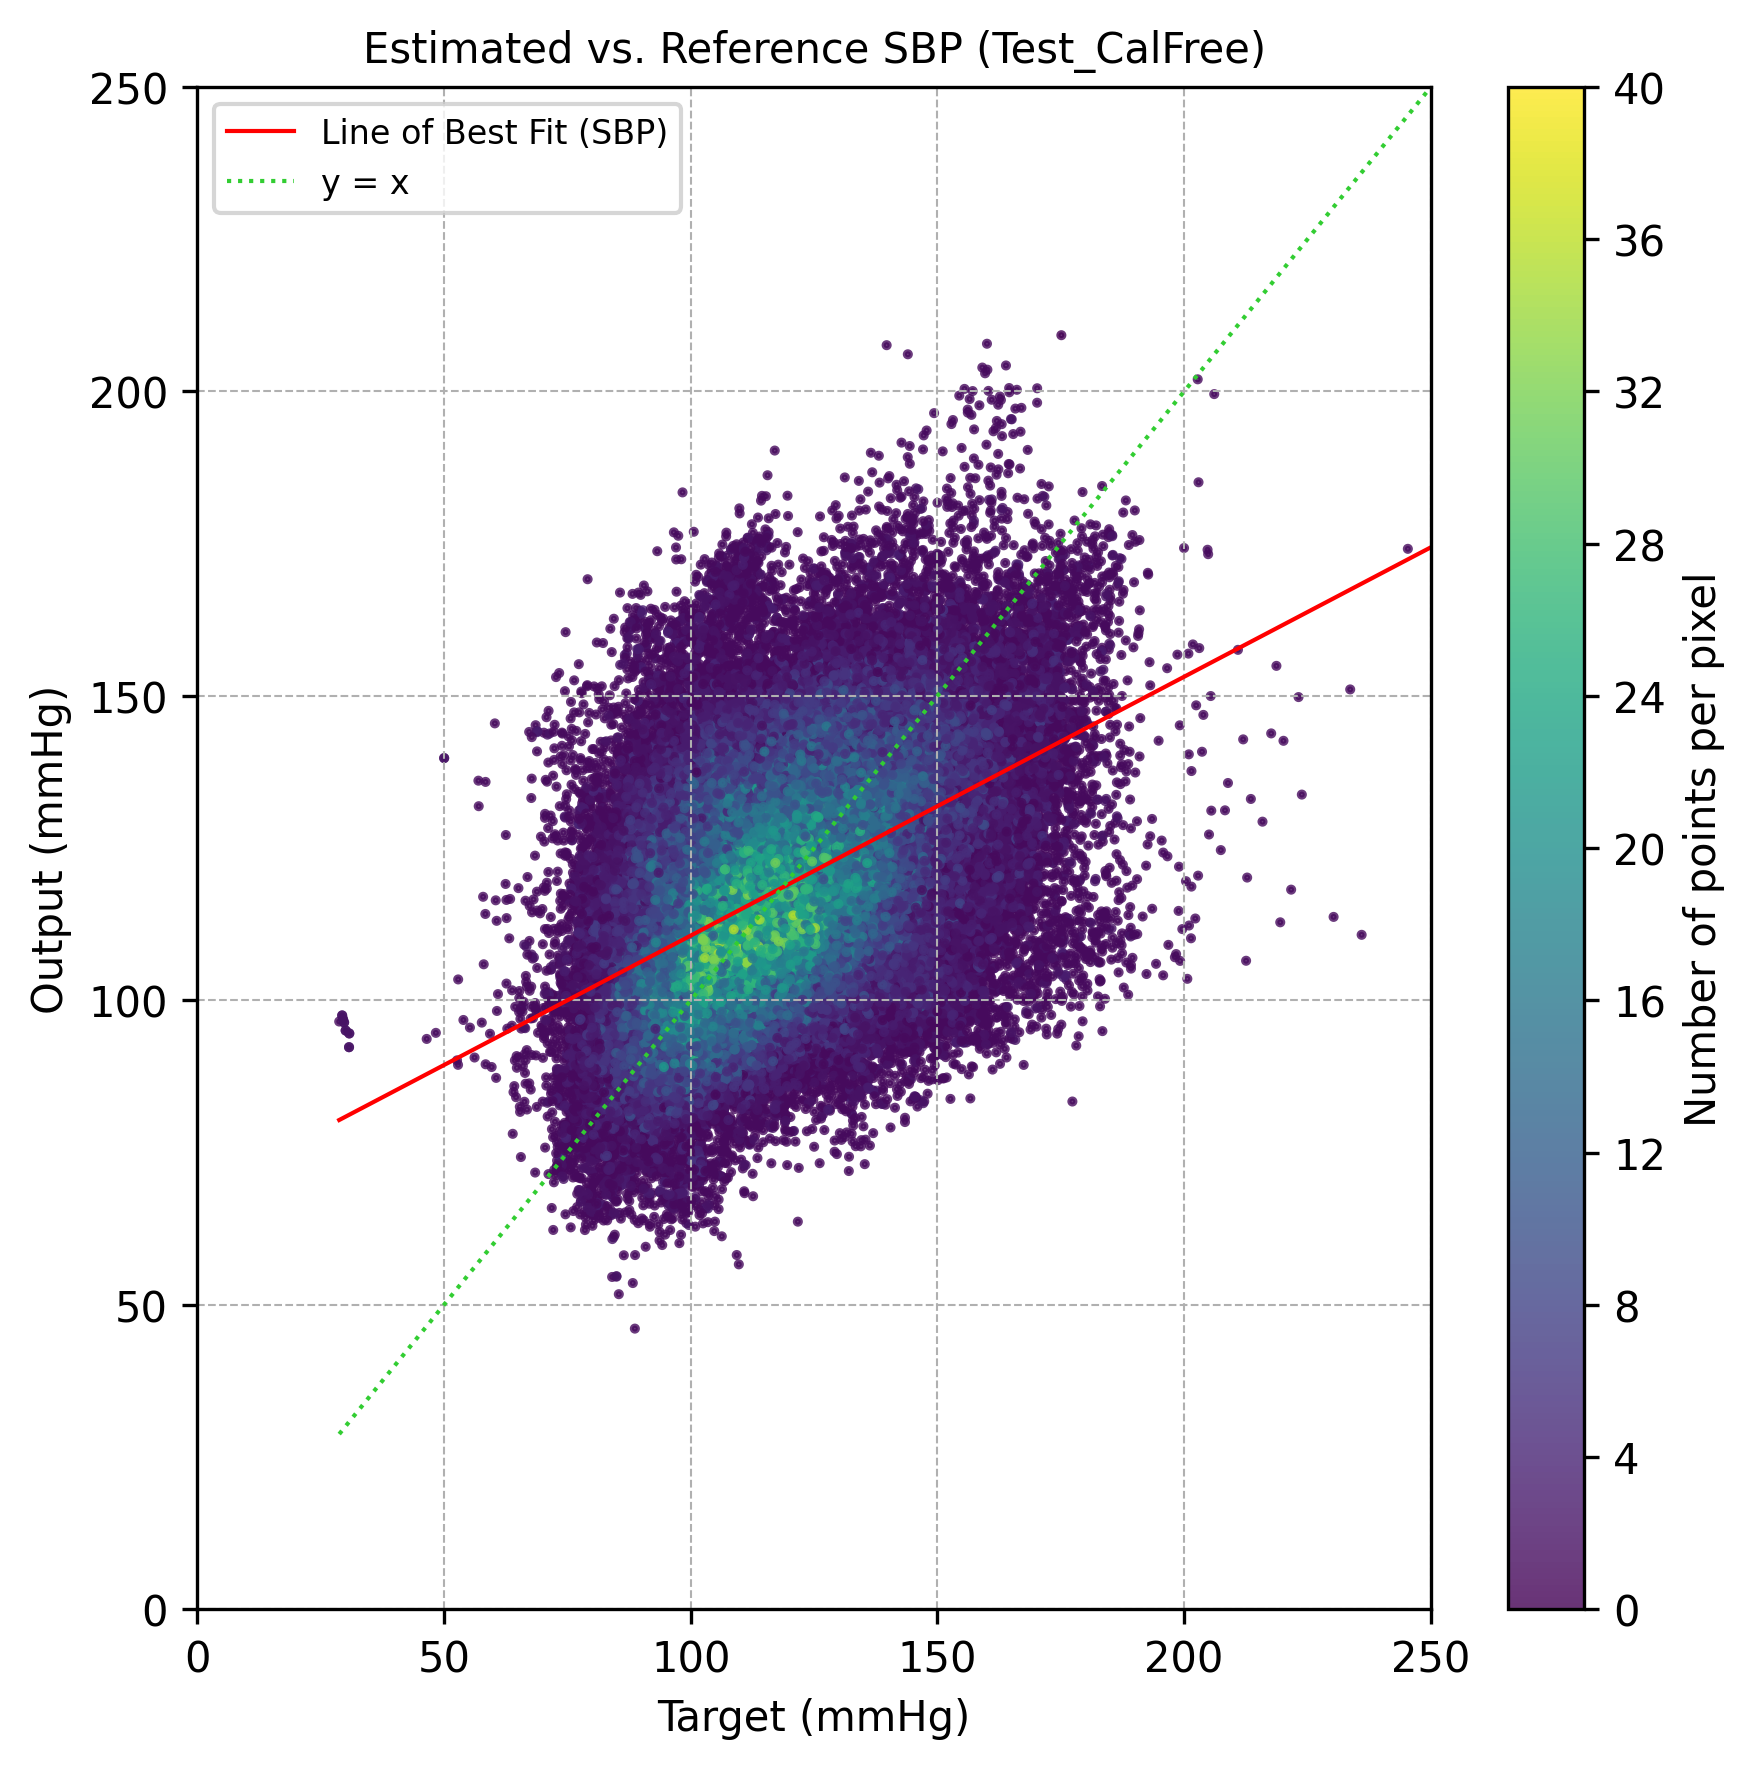 Estimated vs. Reference SBP (Test_CalFree)
Line of Best Fit (SBP)
y = x
250
200
150
100
50
0
Output (mmHg)
0 50 100 150 200 250
Target (mmHg)
40
36
32
28
24
20
16
12
8
4
0
Number of points per pixel